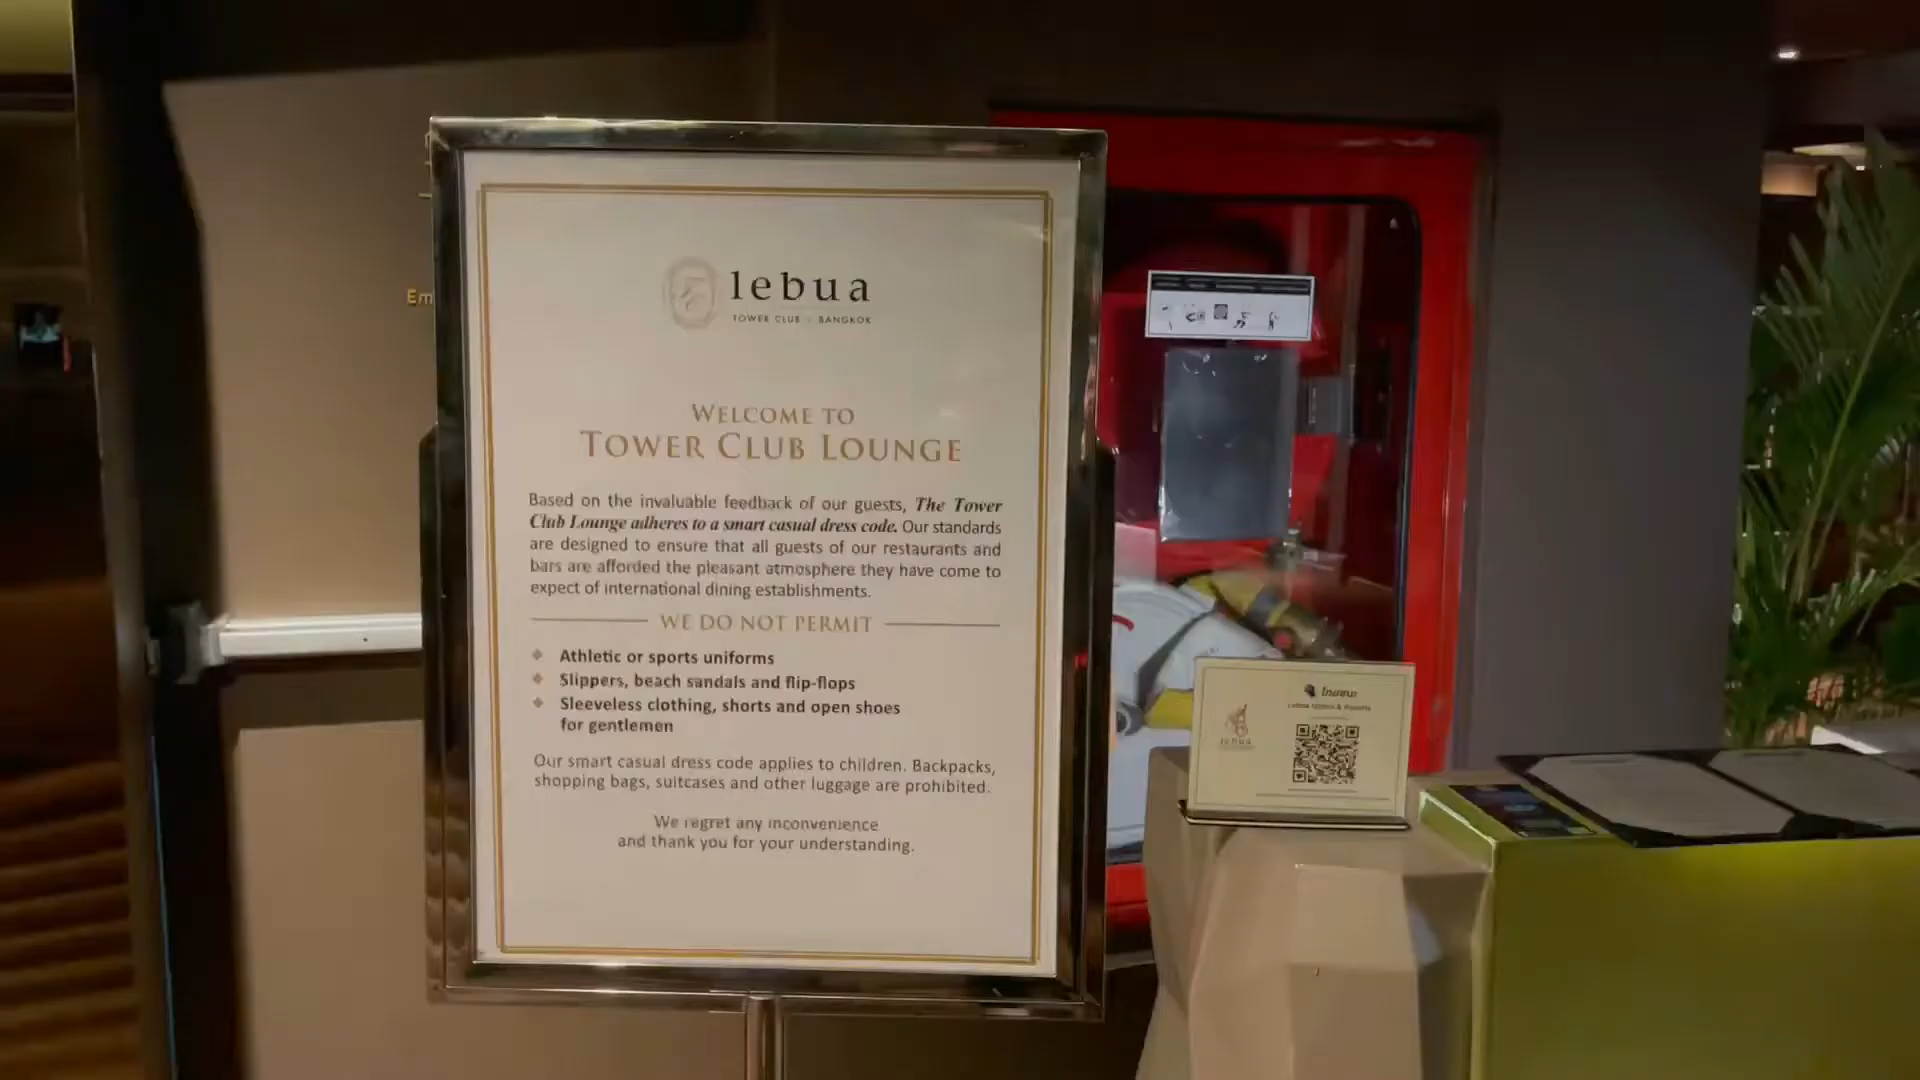 Em
lebua
TOWER CLUB BANGKOK
WELCOME TO
TOWER CLUB LOUNGE
Based on the invaluable feedback of our guests, The Tower
Club Lounge adheres to a smart casual dress code. Our standards
are designed to ensure that all guests of our restaurants and
bars are afforded the pleasant atmosphere they have come to
expect of international dining establishments.
WE DO NOT PERMIT
Athletic or sports uniforms
Slippers, beach sandals and flip-flops
Sleeveless clothing, shorts and open shoes
for gentlemen
Our smart casual dress code applies to children. Backpacks,
shopping bags, suitcases and other luggage are prohibited.
We regret any inconvenience
and thank you for your understanding.
Lebua Hotels & Resorts
lebua